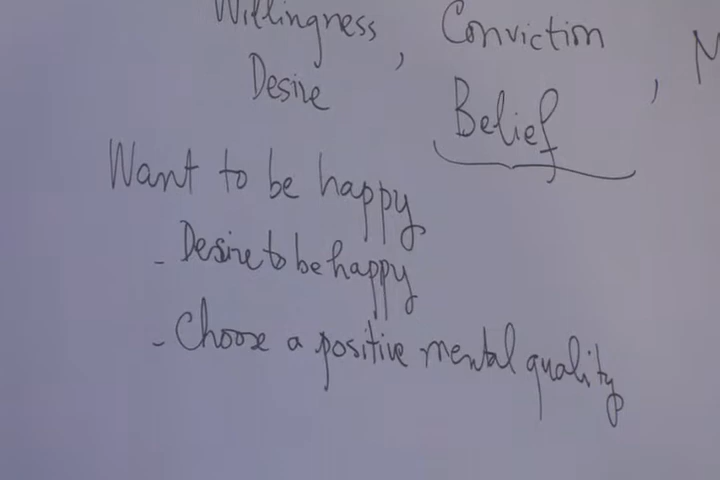 Willingness, Conviction, M
Desire Belief
Want to be happy
- Desire to be happy
- Choose a positive mental quality